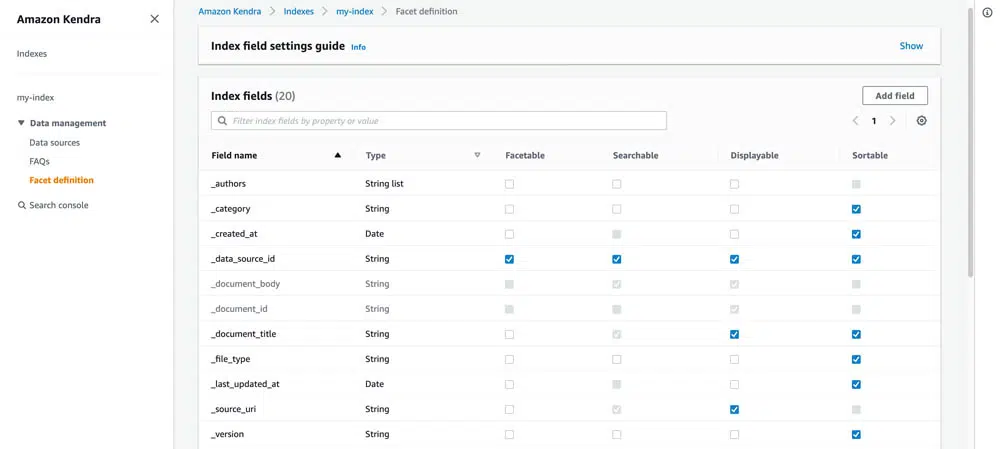 Amazon Kendra
Indexes
my-index
Data management
Data sources
FAQs
Facet definition
Search console
Amazon Kendra > Indexes > my-index > Facet definition
Index field settings guide Info Show
Index fields (20) Add field
Filter index fields by property or value 1
Field name Type Facetable Searchable Displayable Sortable
_authors String list
_category String
_created_at Date
_data_source_id String
_document_body String
_document_id String
_document_title String
_file_type String
_last_updated_at Date
_source_uri String
_version String